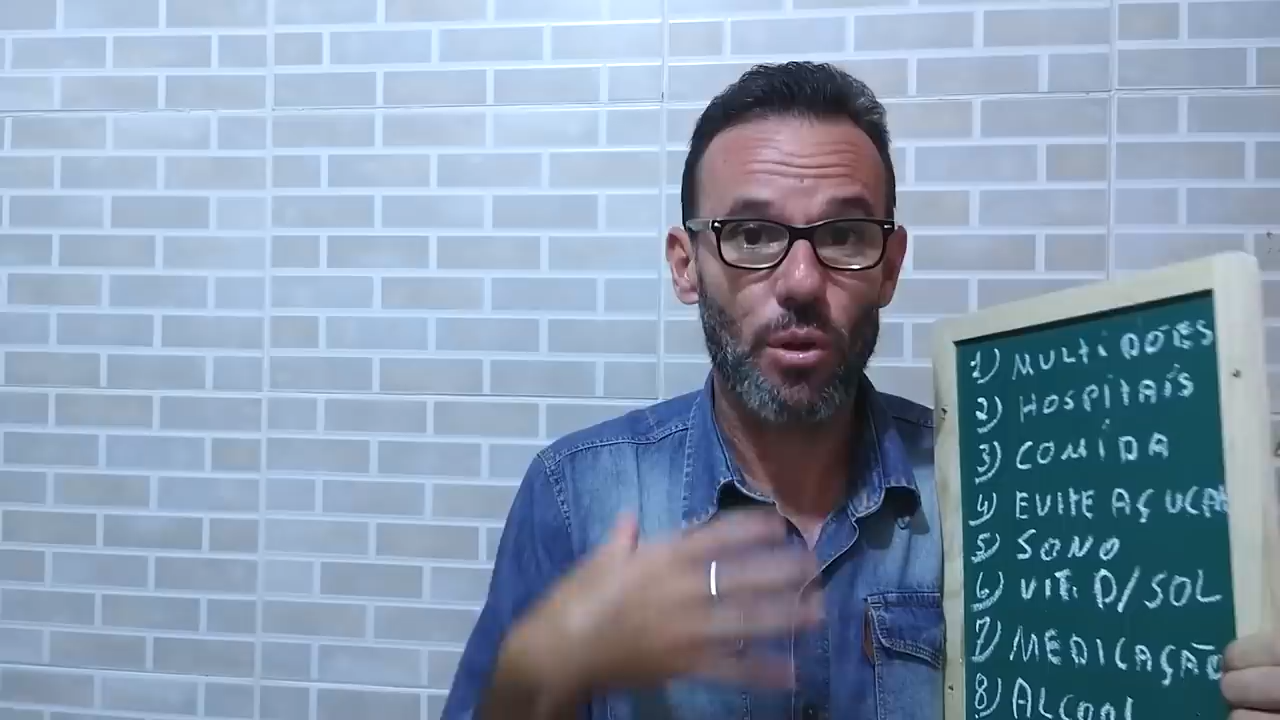 1) MULTIDÕES
2) HOSPITAIS
3) COMIDA
4) EVITE AÇUCAR
5) SONO
6) VIT. D/SOL
7) MEDICAÇÃO
8) ALCOOL